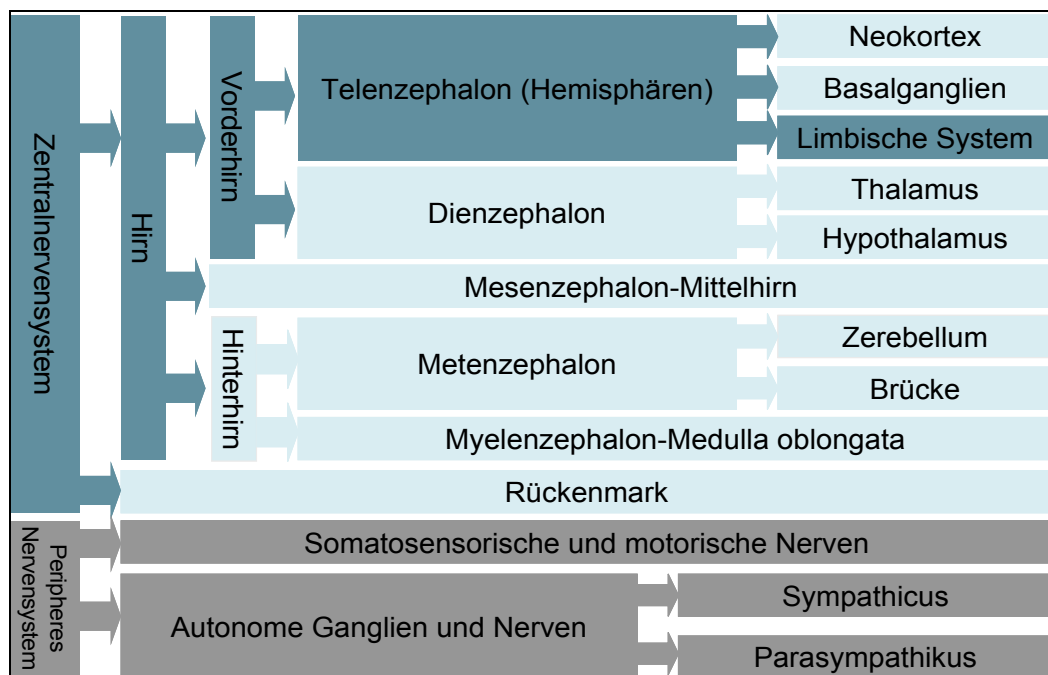 Zentralnervensystem
Hirn
Vorderhirn
Telenzephalon (Hemisphären)
Neokortex
Basalganglien
Limbische System
Dienzephalon
Thalamus
Hypothalamus
Mesenzephalon-Mittelhirn
Hinterhirn
Metenzephalon
Zerebellum
Brücke
Myelenzephalon-Medulla oblongata
Rückenmark
Peripheres
Nervensystem
Somatosensorische und motorische Nerven
Autonome Ganglien und Nerven
Sympathicus
Parasympathikus